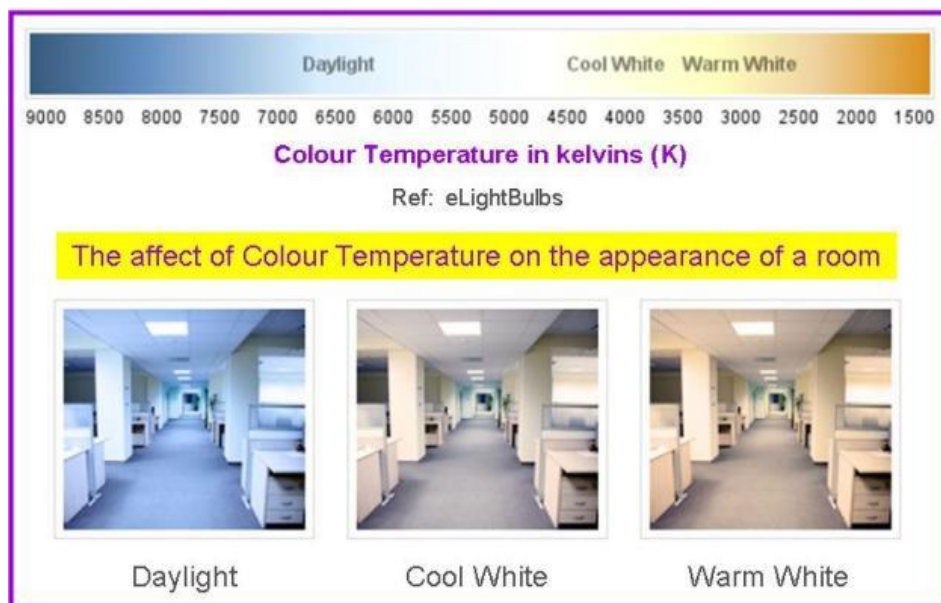 Daylight Cool White Warm White
9000 8500 8000 7500 7000 6500 6000 5500 5000 4500 4000 3500 3000 2500 2000 1500
Colour Temperature in kelvins (K)
Ref: eLightBulbs
The affect of Colour Temperature on the appearance of a room
Daylight Cool White Warm White